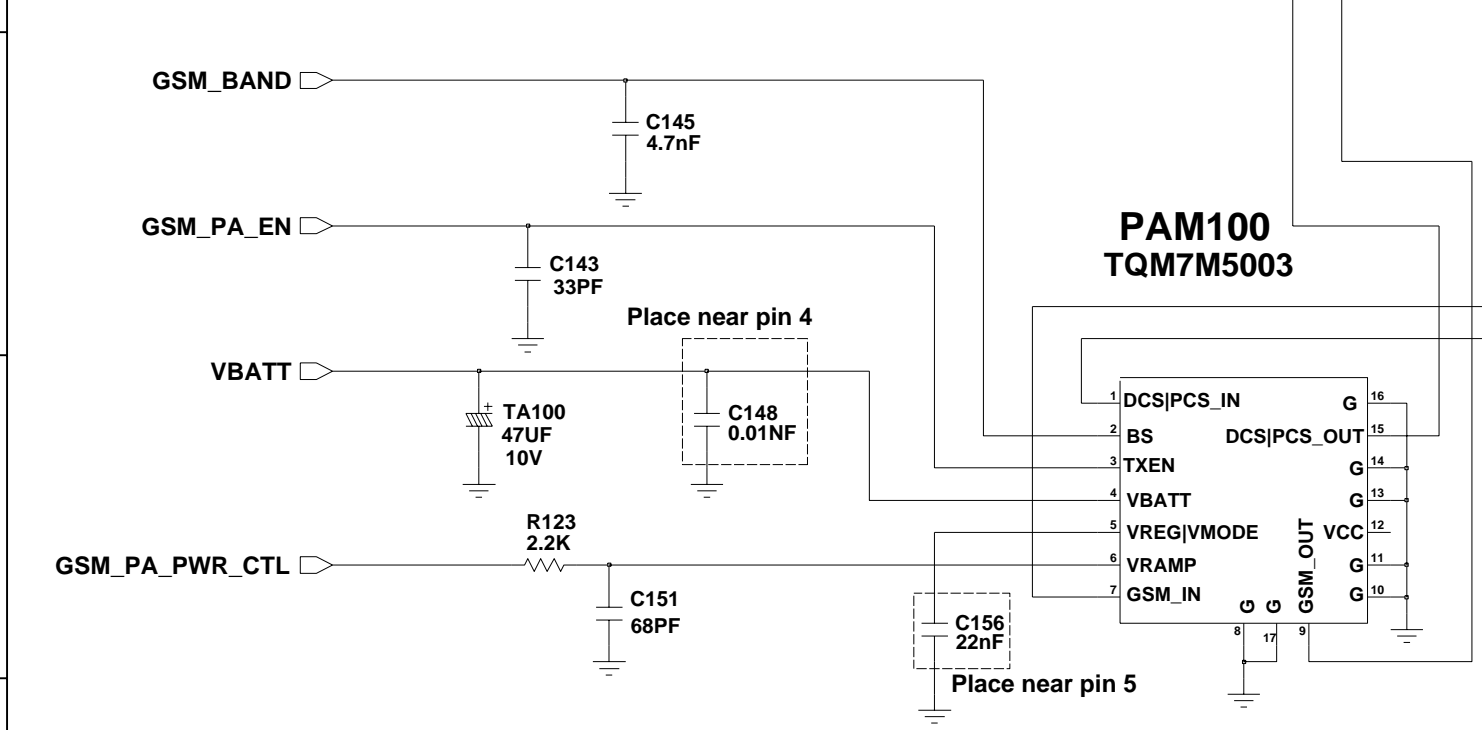 GSM_BAND
C145
4.7nF
GSM_PA_EN
C143
33PF
PAM100
TQM7M5003
Place near pin 4
VBATT
TA100
47UF
10V
+
C148
0.01NF
R123
2.2K
GSM_PA_PWR_CTL
C151
68PF
C156
22nF
Place near pin 5
1 DCS|PCS_IN
2 BS
3 TXEN
4 VBATT
5 VREG|VMODE
6 VRAMP
7 GSM_IN
G 16
DCS|PCS_OUT 15
G 14
G 13
VCC 12
G 11
G 10
GSM_OUT
G
G
8
17
9